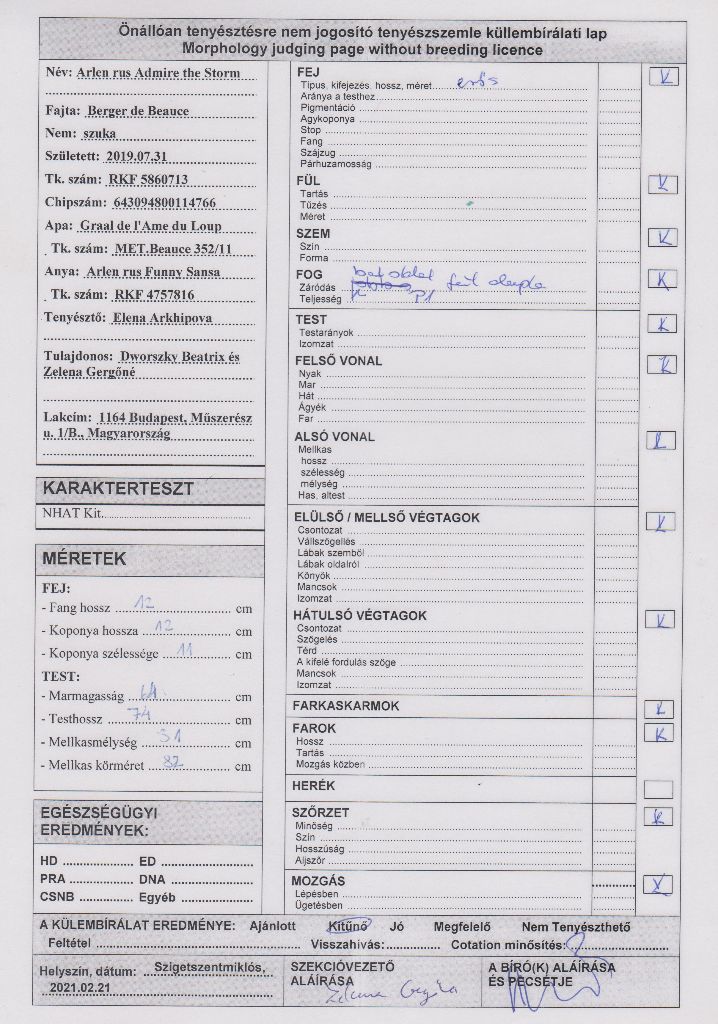 Önállóan tenyésztésre nem jogosító tenyészszemle küllembírálati lap
Morphology judging page without breeding licence
Név: Arlen rus Admire the Storm
Fajta: Berger de Beauce
Nem: szuka
Született: 2019.07.31
Tk. szám: RKF 5860713
Chipszám: 643094800114766
Apa: Graal de l'Ame du Loup
Tk. szám: MET.Beauce 352/11
Anya: Arlen rus Funny Sansa
Tk. szám: RKF 4757816
Tenyésztő: Elena Arkhipova
Tulajdonos: Dworszky Beatrix és
Zelena Gergőné
Lakcím: 1164 Budapest, Műszerész
u. 1/B., Magyarország
KARAKTERTESZT
NHAT Kit.
MÉRETEK
FEJ:
- Fang hossz 12 cm
- Koponya hossza 12 cm
- Koponya szélessége 11 cm
TEST:
- Marmagasság 64 cm
- Testhossz 74 cm
- Mellkasmélység 31 cm
- Mellkas körméret 82 cm
EGÉSZSÉGÜGYI
EREDMÉNYEK:
HD ED
PRA DNA
CSNB Egyéb
FEJ K
Típus, kifejezés, hossz, méret erős
Aránya a testhez
Pigmentáció
Agykoponya
Stop
Fang
Szájzug
Párhuzamosság
FÜL K
Tartás
Tűzés
Méret
SZEM K
Szín
Forma
FOG K
Záródás
Teljesség P1
TEST K
Testarányok
Izomzat
FELSŐ VONAL K
Nyak
Mar
Hát
Ágyék
Far
ALSÓ VONAL K
Mellkas
hossz
szélesség
mélység
Has, altest
ELÜLSŐ / MELLSŐ VÉGTAGOK K
Csontozat
Vállszögellés
Lábak szemből
Lábak oldalról
Könyök
Mancsok
Izomzat
HÁTULSÓ VÉGTAGOK K
Csontozat
Szögelés
Térd
A kifelé fordulás szöge
Mancsok
Izomzat
FARKASKARMOK K
FAROK K
Hossz
Tartás
Mozgás közben
HERÉK
SZŐRZET K
Minőség
Szín
Hosszúság
Aljszőr
MOZGÁS K
Lépésben
Ügetésben
A KÜLEMBÍRÁLAT EREDMÉNYE: Ajánlott Kitűnő Jó Megfelelő Nem Tenyészthető
Feltétel Visszahívás: Cotation minősítés: 2
Helyszín, dátum: Szigetszentmiklós,
2021.02.21
SZEKCIÓVEZETŐ
ALÁÍRÁSA
A BÍRÓ(K) ALÁÍRÁSA
ÉS PECSÉTJE